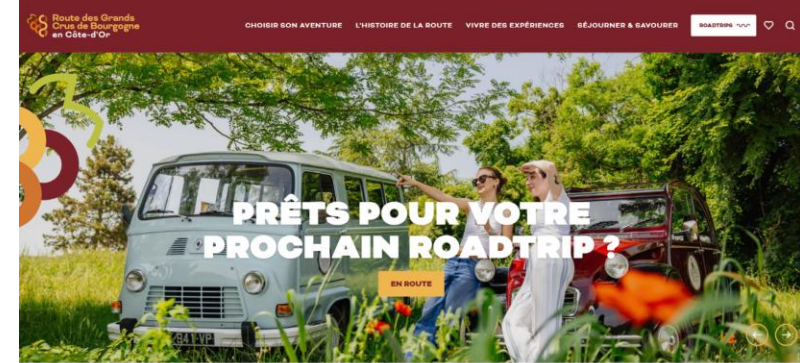 Route des Grands
Crus de Bourgogne
en Côte-d'Or
CHOISIR SON AVENTURE L'HISTOIRE DE LA ROUTE VIVRE DES EXPÉRIENCES SÉJOURNER & SAVOURER ROADTRIPS
PRÊTS POUR VOTRE
PROCHAIN ROADTRIP ?
EN ROUTE